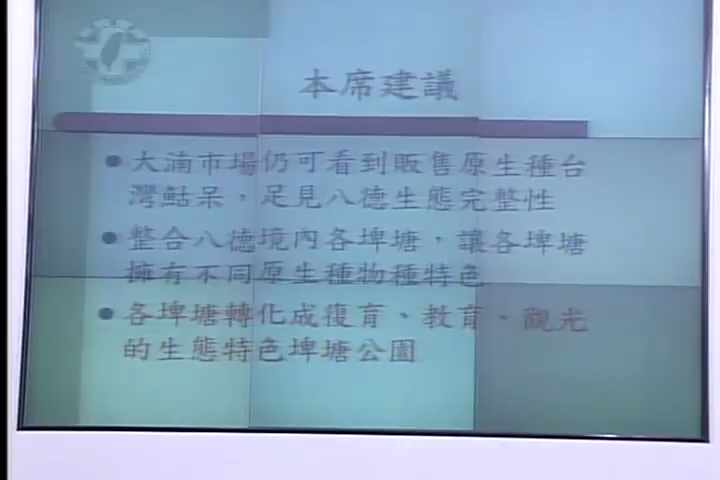 本席建議
•大湳市場仍可看到販售原生種台
灣鮎呆，足見八德生態完整性
•整合八德境內各埤塘，讓各埤塘
擁有不同原生種物種特色
•各埤塘轉化成復育、教育、觀光
的生態特色埤塘公園